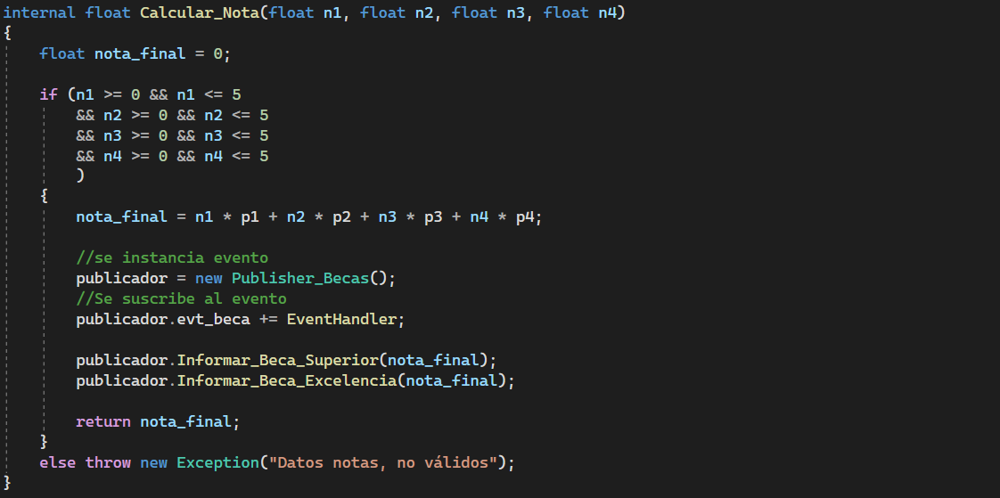 internal float Calcular_Nota(float n1, float n2, float n3, float n4)
{
    float nota_final = 0;

    if (n1 >= 0 && n1 <= 5
        && n2 >= 0 && n2 <= 5
        && n3 >= 0 && n3 <= 5
        && n4 >= 0 && n4 <= 5
        )
    {
        nota_final = n1 * p1 + n2 * p2 + n3 * p3 + n4 * p4;

        //se instancia evento
        publicador = new Publisher_Becas();
        //Se suscribe al evento
        publicador.evt_beca += EventHandler;

        publicador.Informar_Beca_Superior(nota_final);
        publicador.Informar_Beca_Excelencia(nota_final);

        return nota_final;
    }
    else throw new Exception("Datos notas, no válidos");
}